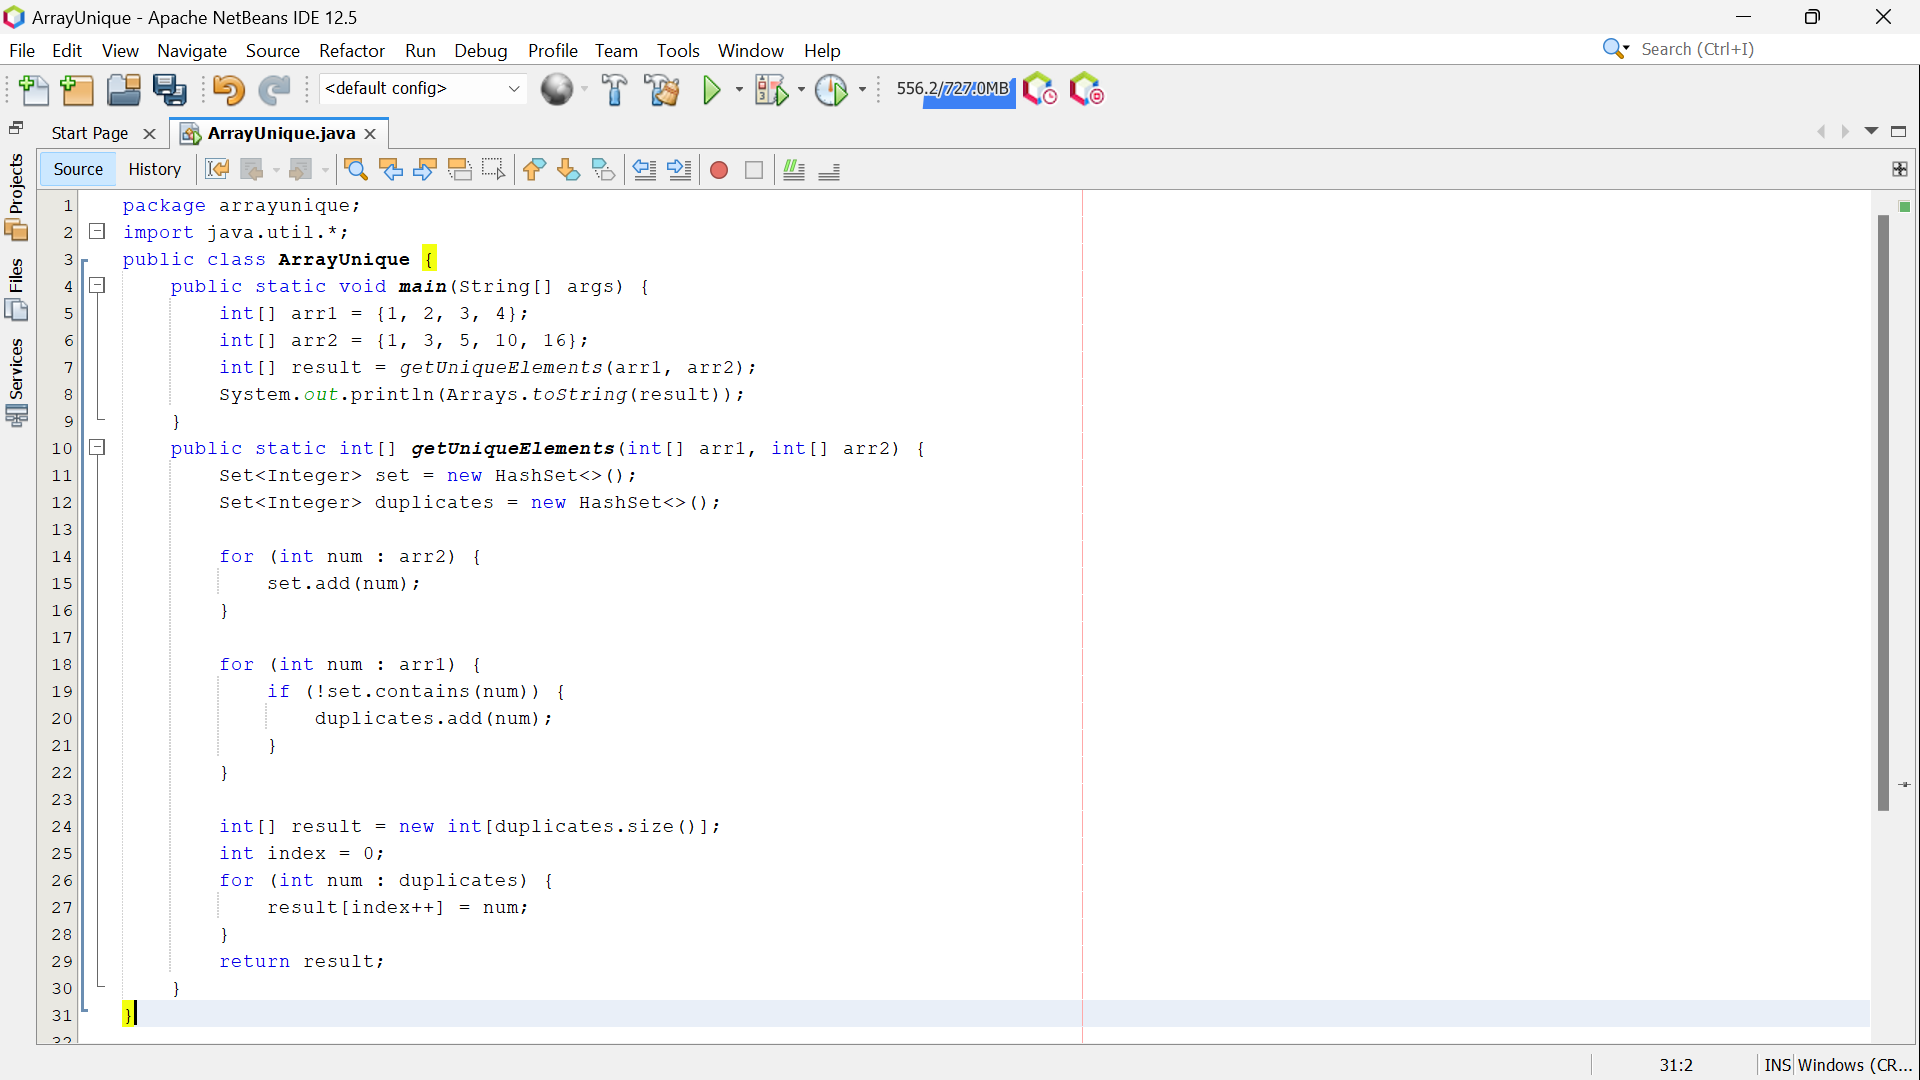 ArrayUnique - Apache NetBeans IDE 12.5
File Edit View Navigate Source Refactor Run Debug Profile Team Tools Window Help
Search (Ctrl+I)
<default config>
556.2/727.0MB
Start Page
ArrayUnique.java
Source History
Projects
Files
Services
1 package arrayunique;
2 import java.util.*;
3 public class ArrayUnique {
4     public static void main(String[] args) {
5         int[] arr1 = {1, 2, 3, 4};
6         int[] arr2 = {1, 3, 5, 10, 16};
7         int[] result = getUniqueElements(arr1, arr2);
8         System.out.println(Arrays.toString(result));
9     }
10     public static int[] getUniqueElements(int[] arr1, int[] arr2) {
11         Set<Integer> set = new HashSet<>();
12         Set<Integer> duplicates = new HashSet<>();
13
14         for (int num : arr2) {
15             set.add(num);
16         }
17
18         for (int num : arr1) {
19             if (!set.contains(num)) {
20                 duplicates.add(num);
21             }
22         }
23
24         int[] result = new int[duplicates.size()];
25         int index = 0;
26         for (int num : duplicates) {
27             result[index++] = num;
28         }
29         return result;
30     }
31 }
32
31:2
INS
Windows (CR...